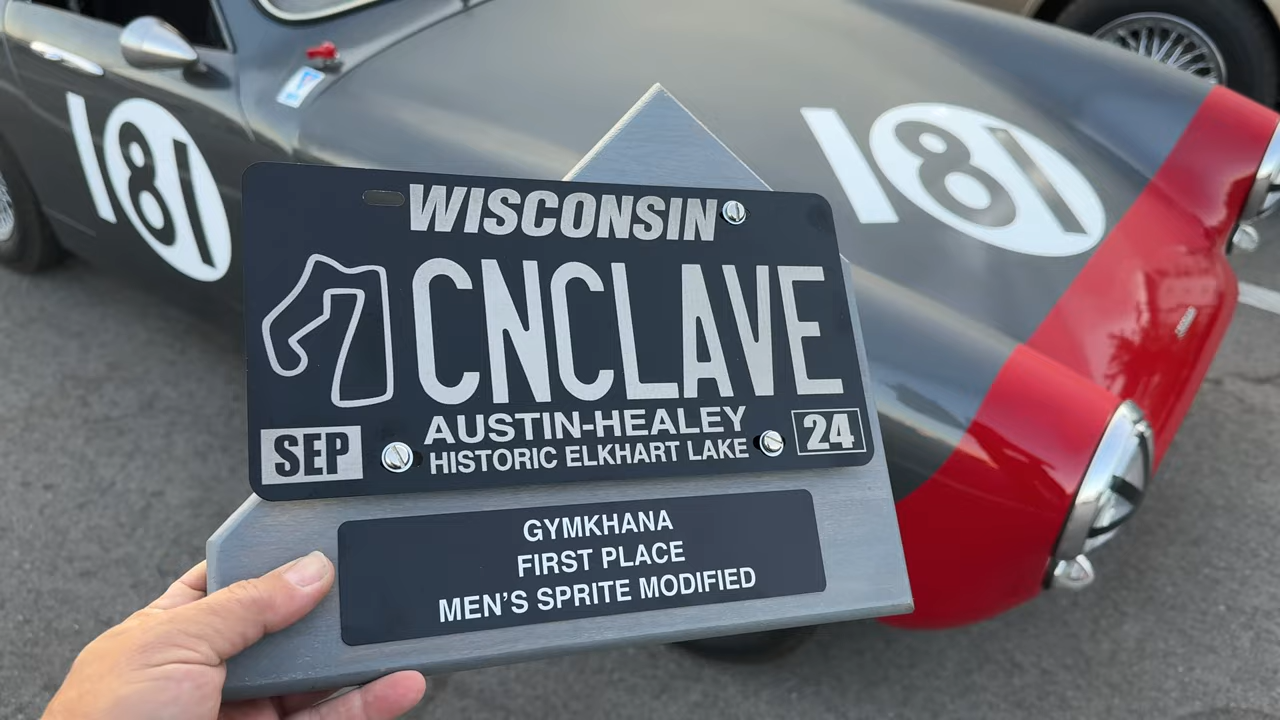 181
181
WISCONSIN
CNCLAVE
AUSTIN-HEALEY
SEP
HISTORIC ELKHART LAKE
24
GYMKHANA
FIRST PLACE
MEN'S SPRITE MODIFIED